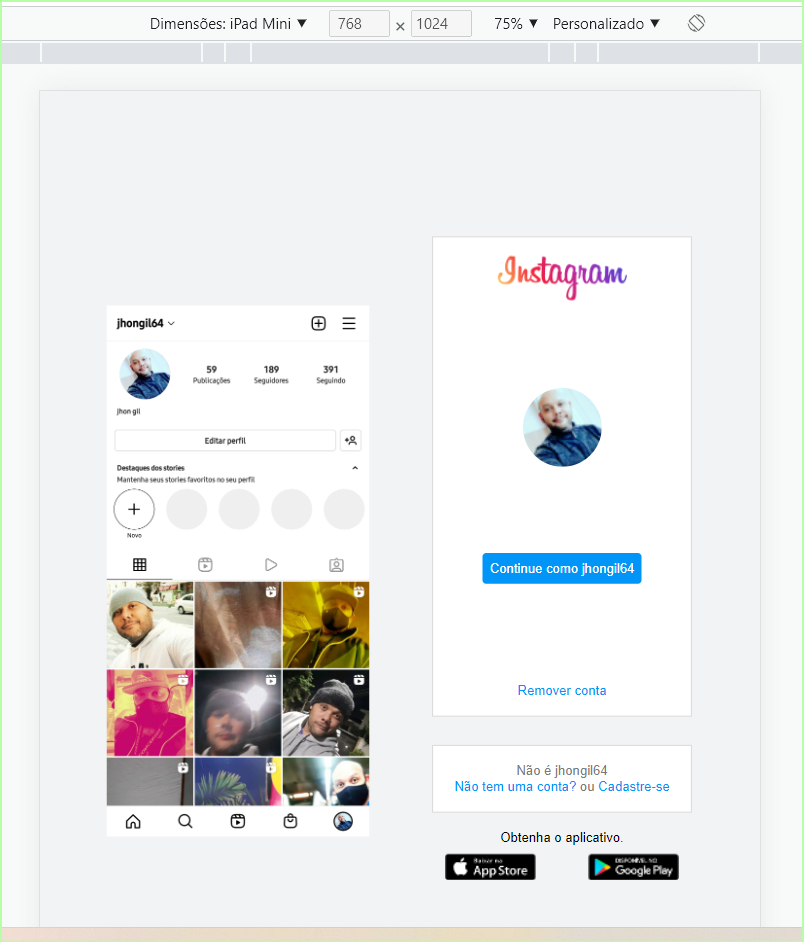 Dimensões: iPad Mini ▼ 768 × 1024 75% ▼ Personalizado ▼
jhongil64
59 189 391
Publicações Seguidores Seguindo
jhon gil
Editar perfil
Destaques dos stories
Mantenha seus stories favoritos no seu perfil
Novo
Instagram
Continue como jhongil64
Remover conta
Não é jhongil64
Não tem uma conta? ou Cadastre-se
Obtenha o aplicativo.
Baixar no
App Store
DISPONÍVEL NO
Google Play